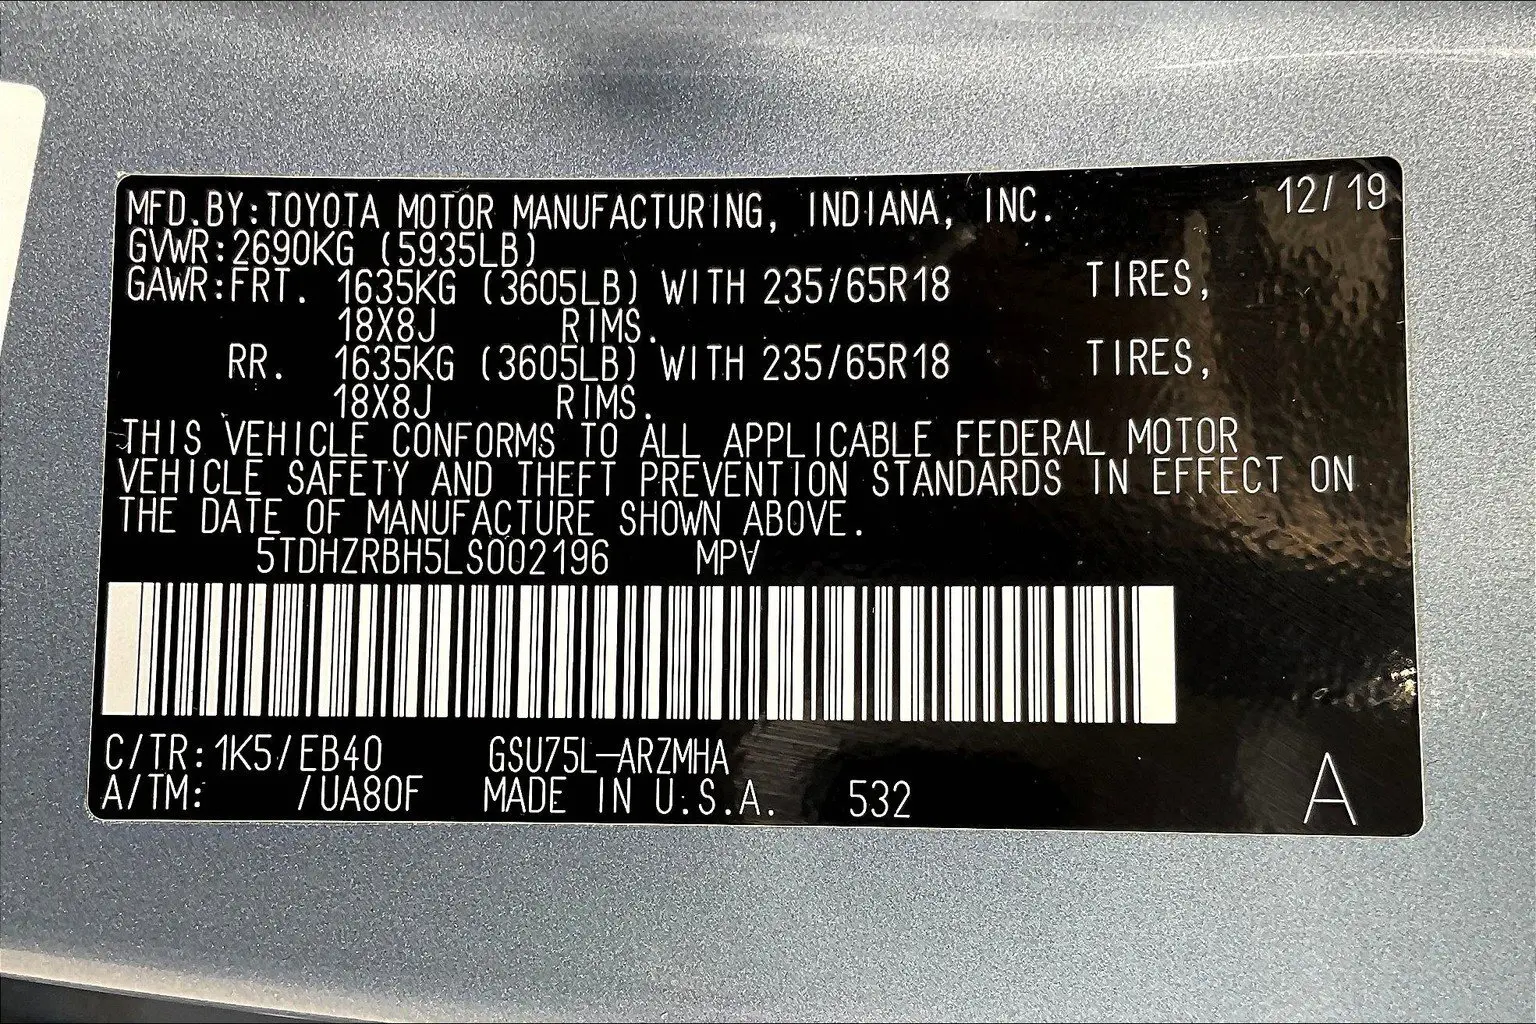 MFD.BY:TOYOTA MOTOR MANUFACTURING, INDIANA, INC. 12/19
GVWR:2690KG (5935LB)
GAWR:FRT. 1635KG (3605LB) WITH 235/65R18 TIRES,
18X8J RIMS.
RR. 1635KG (3605LB) WITH 235/65R18 TIRES,
18X8J RIMS.
THIS VEHICLE CONFORMS TO ALL APPLICABLE FEDERAL MOTOR
VEHICLE SAFETY AND THEFT PREVENTION STANDARDS IN EFFECT ON
THE DATE OF MANUFACTURE SHOWN ABOVE.
5TDHZRBH5LS002196 MPV
C/TR:1K5/EB40 GSU75L-ARZMHA
A/TM: /UA80F MADE IN U.S.A. 532 A